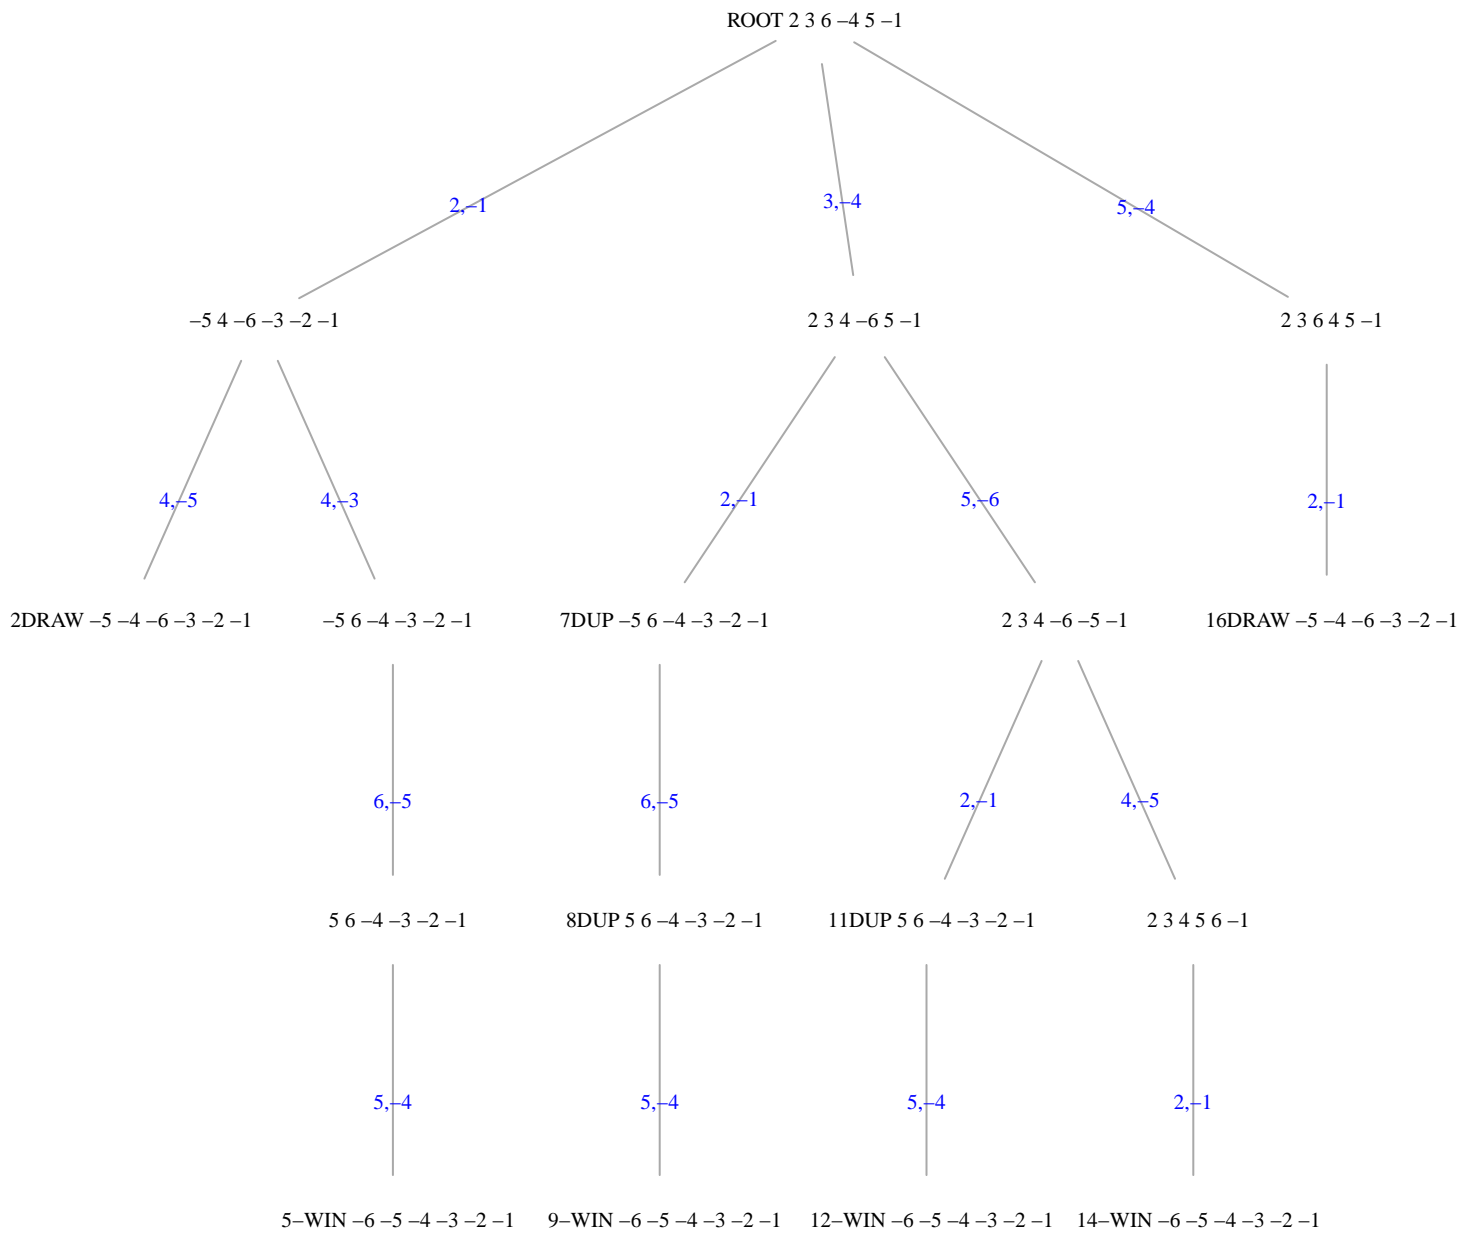 ROOT 2 3 6 –4 5 –1
2,–1
3,–4
5,–4
–5 4 –6 –3 –2 –1
2 3 4 –6 5 –1
2 3 6 4 5 –1
4,–5
4,–3
2,–1
5,–6
2,–1
2DRAW –5 –4 –6 –3 –2 –1
–5 6 –4 –3 –2 –1
7DUP –5 6 –4 –3 –2 –1
2 3 4 –6 –5 –1
16DRAW –5 –4 –6 –3 –2 –1
6,–5
6,–5
2,–1
4,–5
5 6 –4 –3 –2 –1
8DUP 5 6 –4 –3 –2 –1
11DUP 5 6 –4 –3 –2 –1
2 3 4 5 6 –1
5,–4
5,–4
5,–4
2,–1
5–WIN –6 –5 –4 –3 –2 –1
9–WIN –6 –5 –4 –3 –2 –1
12–WIN –6 –5 –4 –3 –2 –1
14–WIN –6 –5 –4 –3 –2 –1